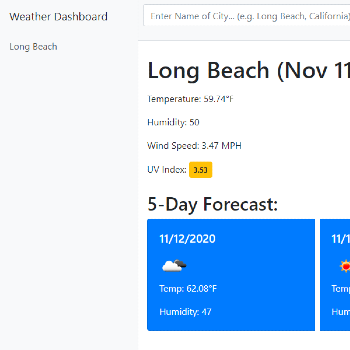 Weather Dashboard
Enter Name of City... (e.g. Long Beach, California)
Long Beach
Long Beach (Nov 11
Temperature: 59.74°F
Humidity: 50
Wind Speed: 3.47 MPH
UV Index: 3.53
5-Day Forecast:
11/12/2020
Temp: 62.08°F
Humidity: 47
11/1
Temp
Hum